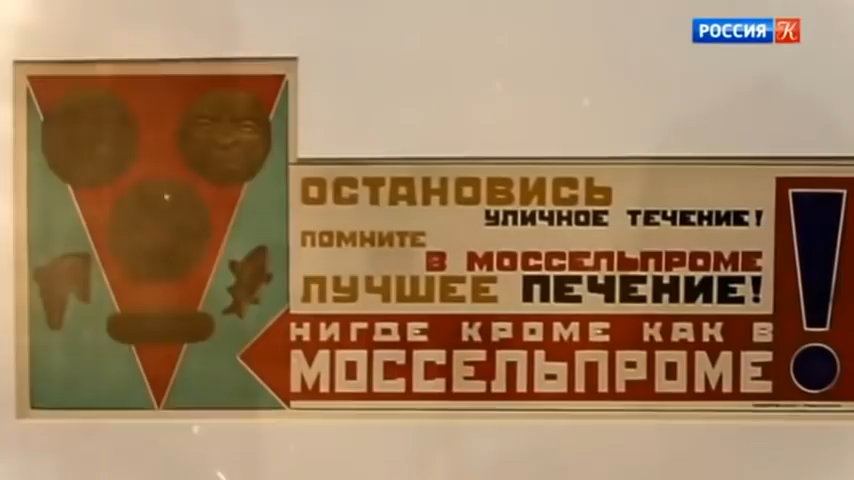 РОССИЯ К
ОСТАНОВИСЬ
УЛИЧНОЕ ТЕЧЕНИЕ!
ПОМНИТЕ
В МОССЕЛЬПРОМЕ
ЛУЧШЕЕ ПЕЧЕНИЕ!
НИГДЕ КРОМЕ КАК В
МОССЕЛЬПРОМЕ!